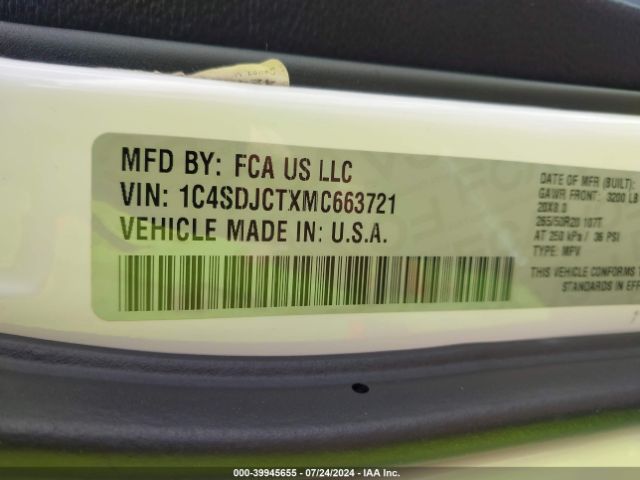 MFD BY: FCA US LLC
VIN: 1C4SDJCTXMC663721
VEHICLE MADE IN: U.S.A.
DATE OF MFR (BUILT):
GAWR FRONT: 3200 LB
20X8.0
265/50R20 107T
AT 250 kPa / 36 PSI
TYPE: MPV
THIS VEHICLE CONFORMS T
STANDARDS IN EFF
000-39945655 - 07/24/2024 - IAA Inc.